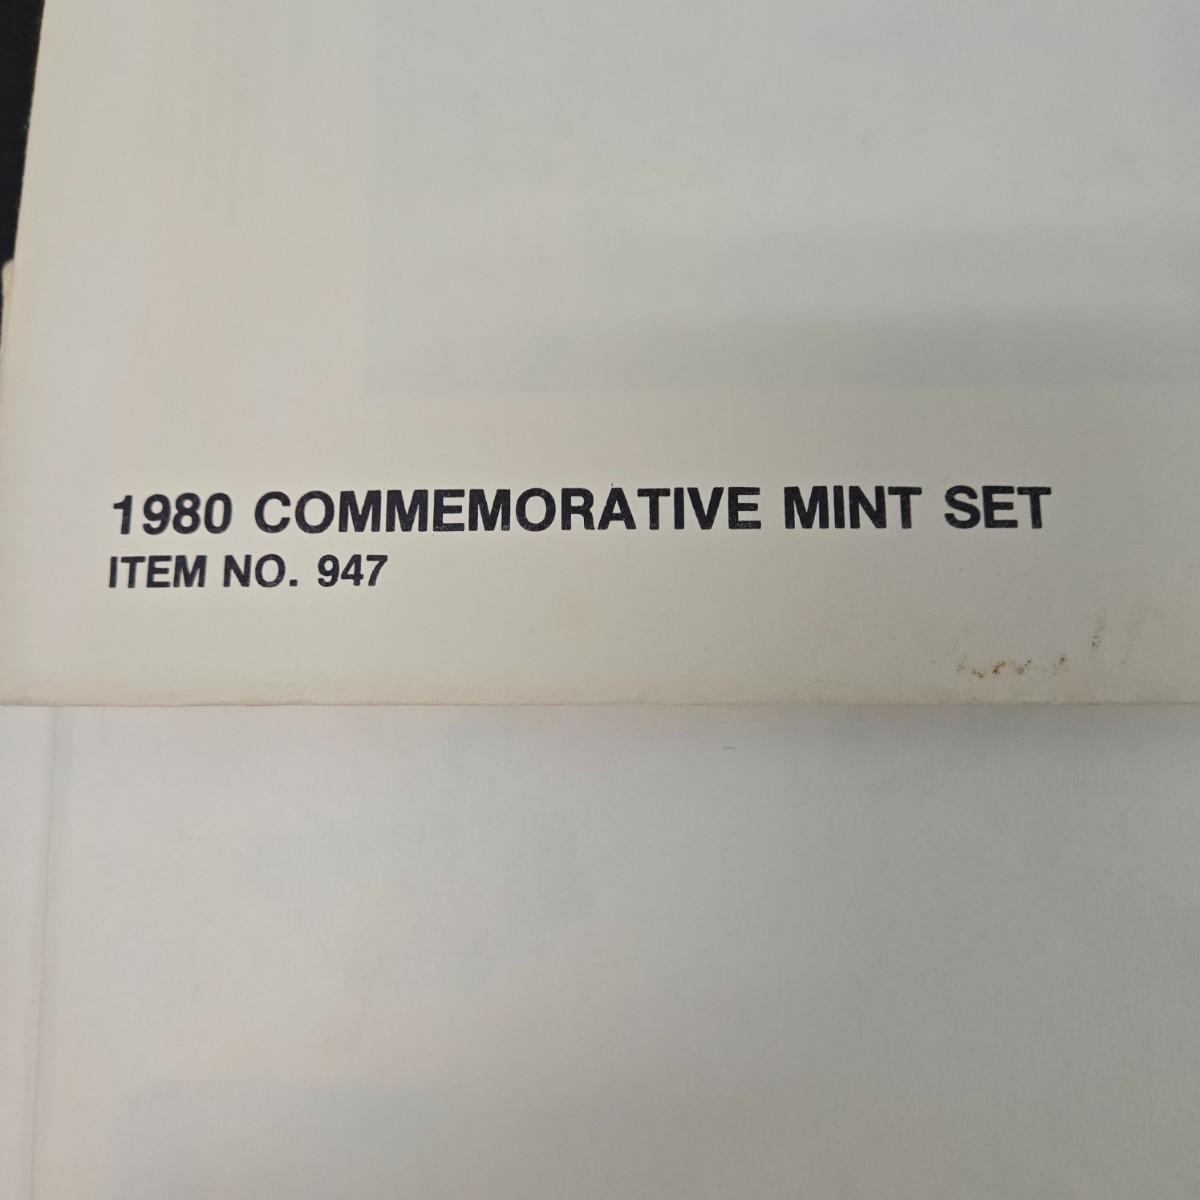 1980 COMMEMORATIVE MINT SET
ITEM NO. 947